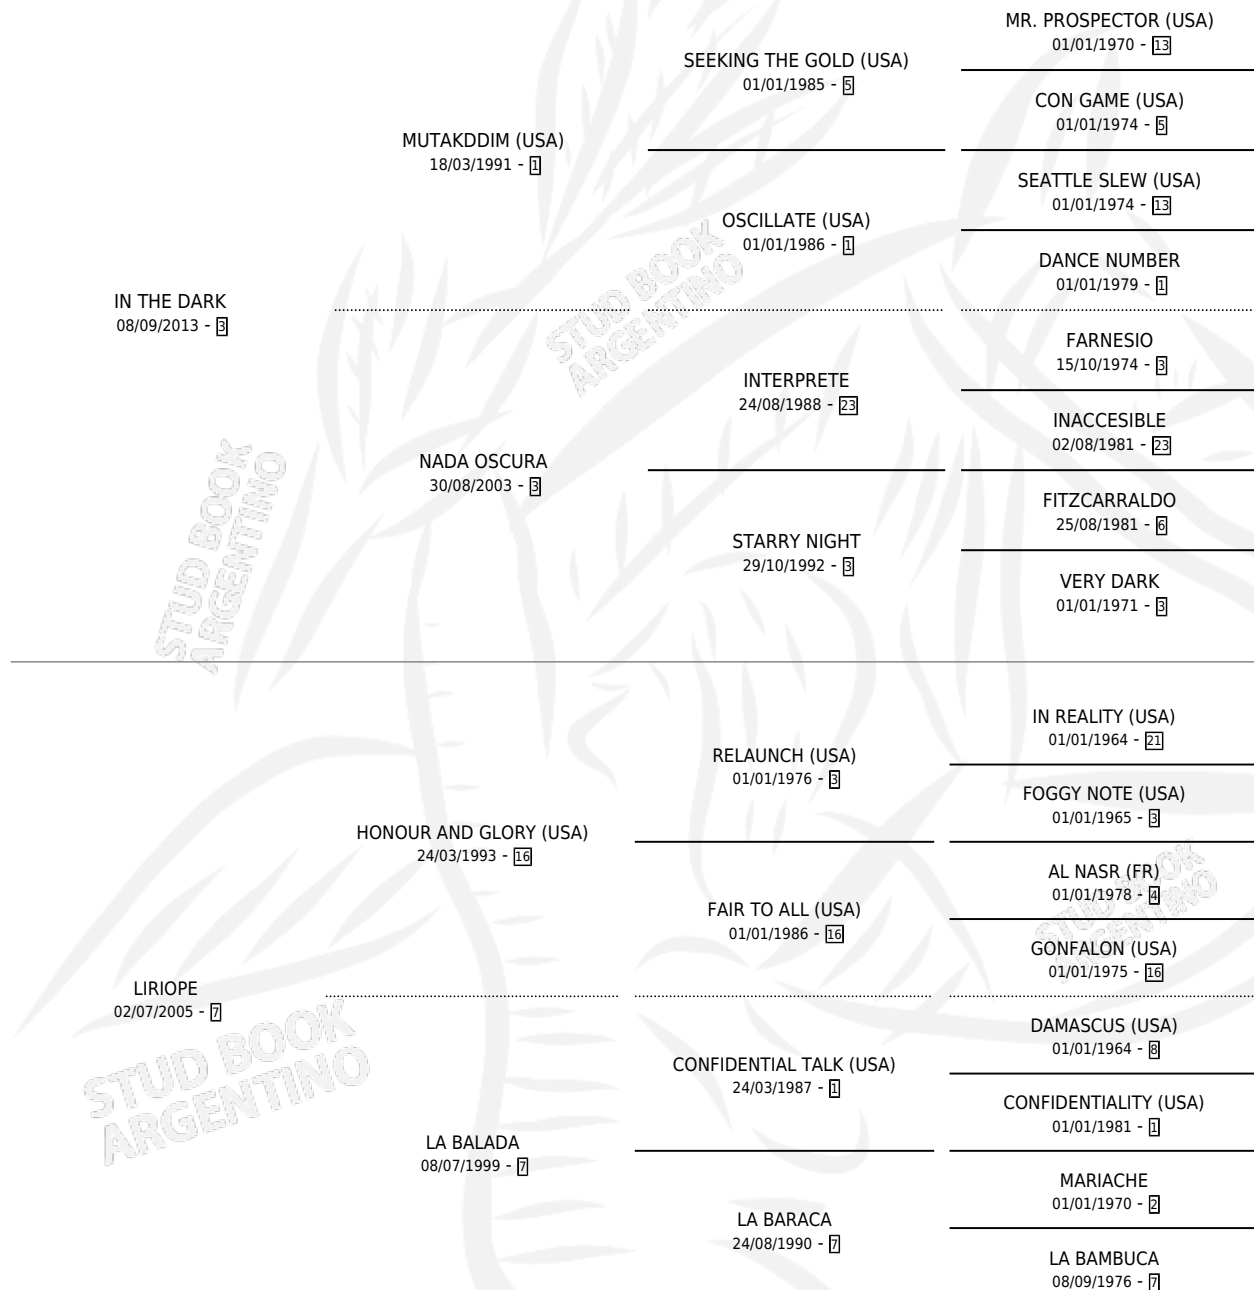 IN THE DARK
08/09/2013 - 3
MUTAKDDIM (USA)
18/03/1991 - 1
SEEKING THE GOLD (USA)
01/01/1985 - 5
MR. PROSPECTOR (USA)
01/01/1970 - 13
CON GAME (USA)
01/01/1974 - 5
OSCILLATE (USA)
01/01/1986 - 1
SEATTLE SLEW (USA)
01/01/1974 - 13
DANCE NUMBER
01/01/1979 - 1
NADA OSCURA
30/08/2003 - 3
INTERPRETE
24/08/1988 - 23
FARNESIO
15/10/1974 - 3
INACCESIBLE
02/08/1981 - 23
STARRY NIGHT
29/10/1992 - 3
FITZCARRALDO
25/08/1981 - 6
VERY DARK
01/01/1971 - 3
LIRIOPE
02/07/2005 - 7
HONOUR AND GLORY (USA)
24/03/1993 - 16
RELAUNCH (USA)
01/01/1976 - 3
IN REALITY (USA)
01/01/1964 - 21
FOGGY NOTE (USA)
01/01/1965 - 3
FAIR TO ALL (USA)
01/01/1986 - 16
AL NASR (FR)
01/01/1978 - 4
GONFALON (USA)
01/01/1975 - 16
LA BALADA
08/07/1999 - 7
CONFIDENTIAL TALK (USA)
24/03/1987 - 1
DAMASCUS (USA)
01/01/1964 - 8
CONFIDENTIALITY (USA)
01/01/1981 - 1
LA BARACA
24/08/1990 - 7
MARIACHE
01/01/1970 - 2
LA BAMBUCA
08/09/1976 - 7
STUD BOOK
ARGENTINO
STUD BOOK
ARGENTINO
STUD BOOK
ARGENTINO
STUD BOOK
ARGENTINO